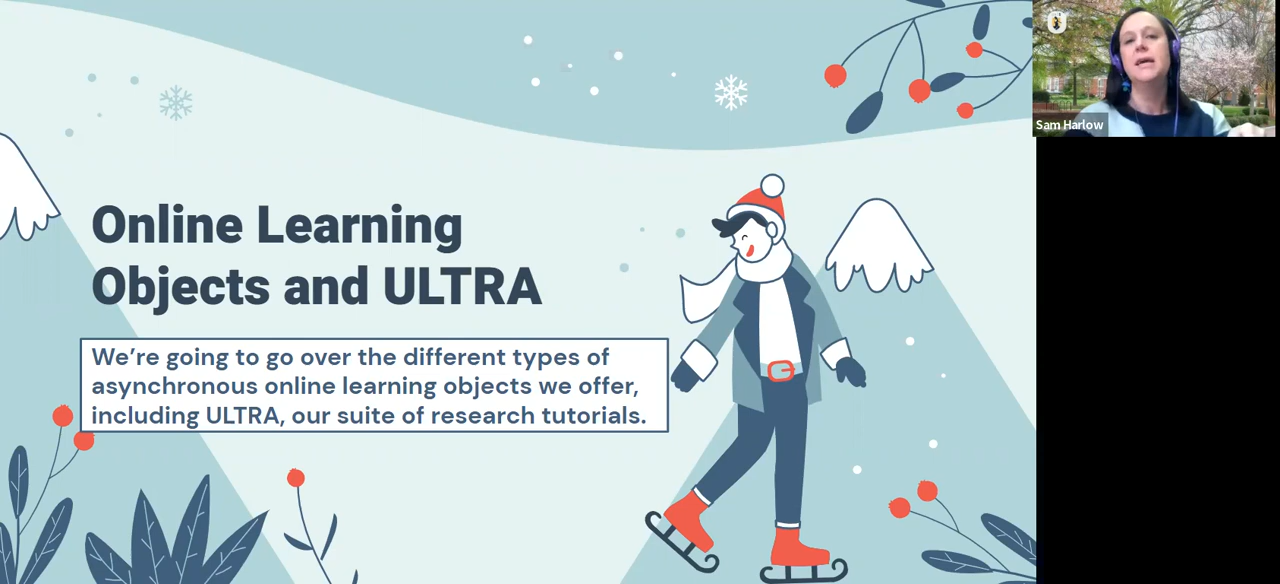 Online Learning
Objects and ULTRA
We're going to go over the different types of
asynchronous online learning objects we offer,
including ULTRA, our suite of research tutorials.
Sam Harlow